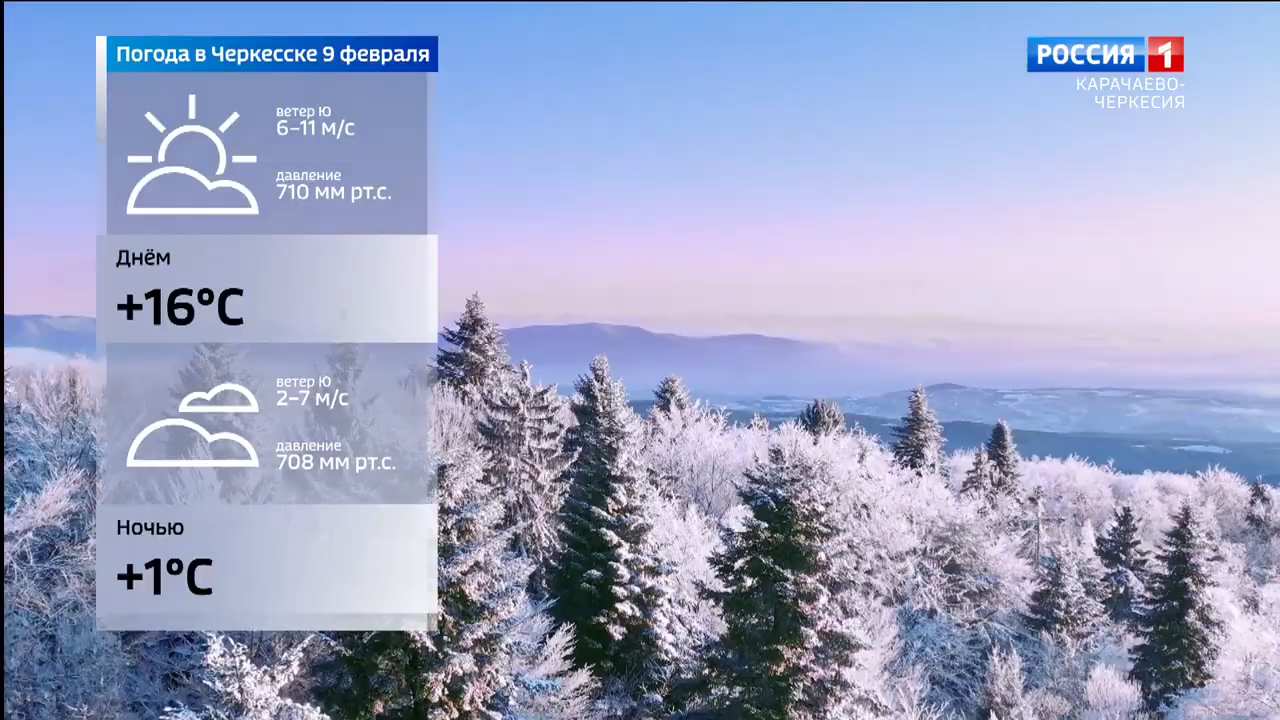 Погода в Черкесске 9 февраля
ветер Ю
6–11 м/с
давление
710 мм рт.с.
Днём
+16°C
ветер Ю
2–7 м/с
давление
708 мм рт.с.
Ночью
+1°C
РОССИЯ 1
КАРАЧАЕВО-
ЧЕРКЕСИЯ